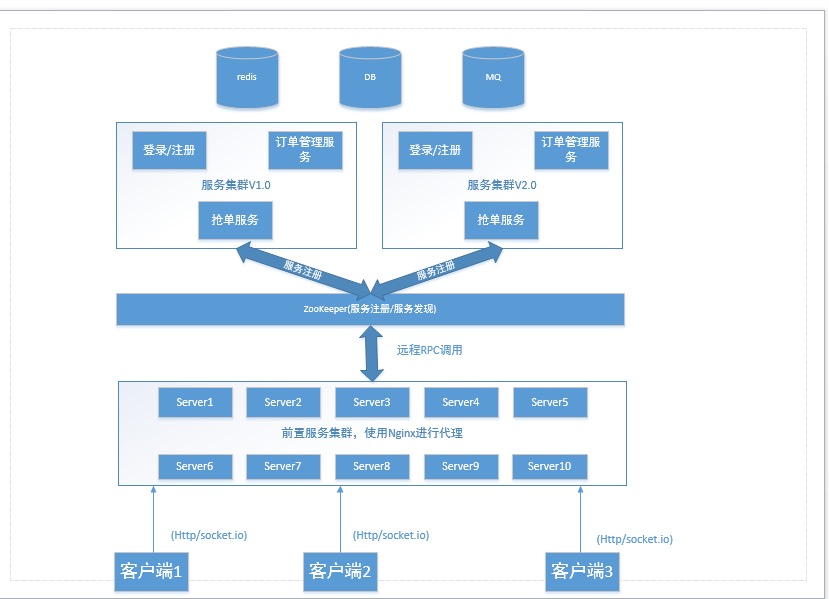 redis
DB
MQ
登录/注册
订单管理服
务
服务集群V1.0
抢单服务
登录/注册
订单管理服
务
服务集群V2.0
抢单服务
服务注册
服务注册
ZooKeeper(服务注册/服务发现)
远程RPC调用
Server1
Server2
Server3
Server4
Server5
前置服务集群，使用Nginx进行代理
Server6
Server7
Server8
Server9
Server10
(Http/socket.io)
(Http/socket.io)
(Http/socket.io)
客户端1
客户端2
客户端3